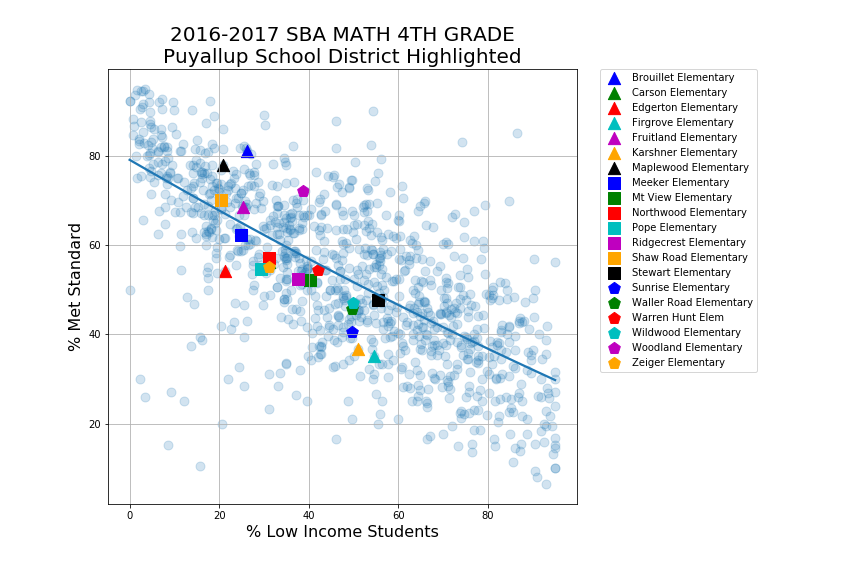 2016-2017 SBA MATH 4TH GRADE
Puyallup School District Highlighted
% Met Standard
80
60
40
20
0
20
40
60
80
% Low Income Students
Brouillet Elementary
Carson Elementary
Edgerton Elementary
Firgrove Elementary
Fruitland Elementary
Karshner Elementary
Maplewood Elementary
Meeker Elementary
Mt View Elementary
Northwood Elementary
Pope Elementary
Ridgecrest Elementary
Shaw Road Elementary
Stewart Elementary
Sunrise Elementary
Waller Road Elementary
Warren Hunt Elem
Wildwood Elementary
Woodland Elementary
Zeiger Elementary